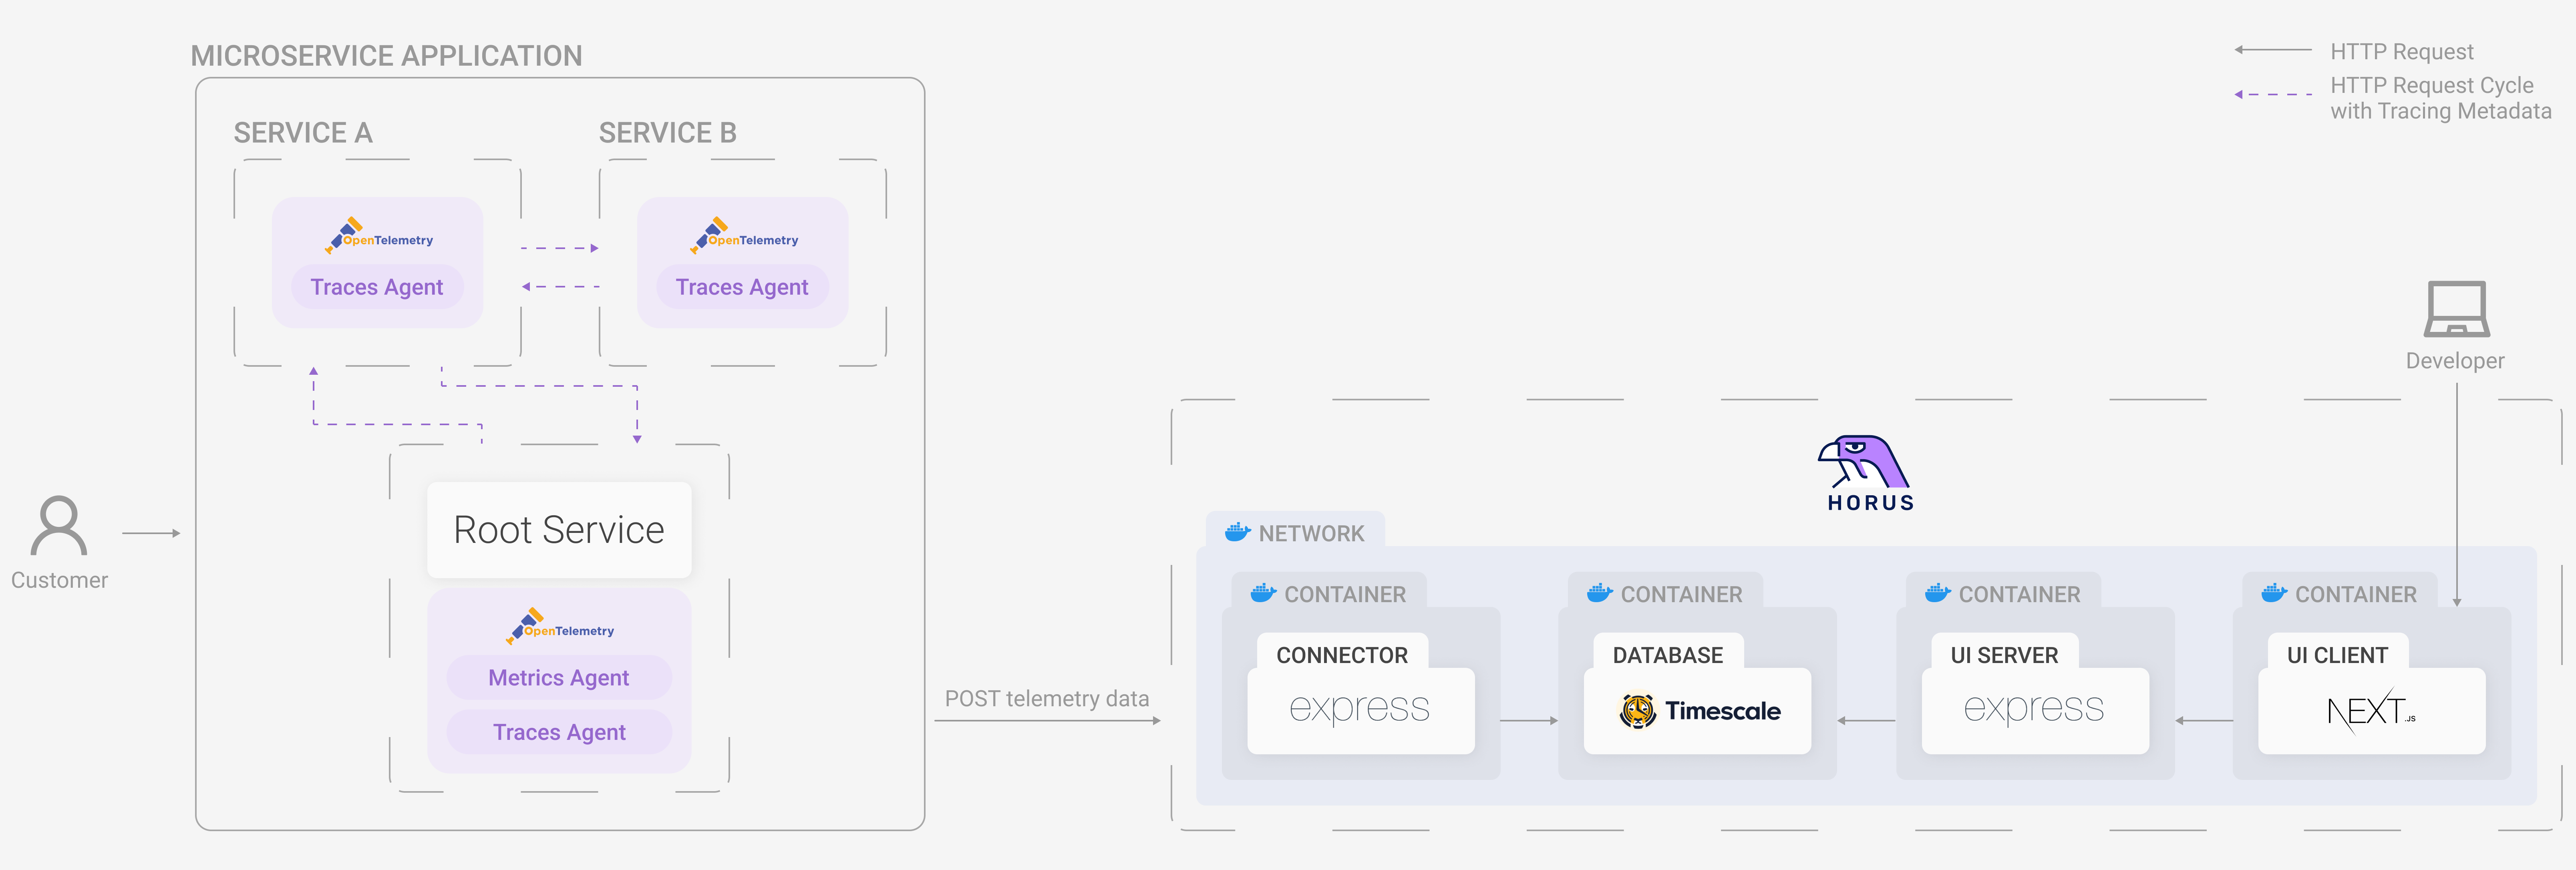 MICROSERVICE APPLICATION
HTTP Request
HTTP Request Cycle
with Tracing Metadata
SERVICE A
SERVICE B
OpenTelemetry
Traces Agent
OpenTelemetry
Traces Agent
Customer
Root Service
OpenTelemetry
Metrics Agent
Traces Agent
POST telemetry data
Developer
HORUS
NETWORK
CONTAINER
CONNECTOR
express
CONTAINER
DATABASE
Timescale
CONTAINER
UI SERVER
express
CONTAINER
UI CLIENT
NEXT.JS